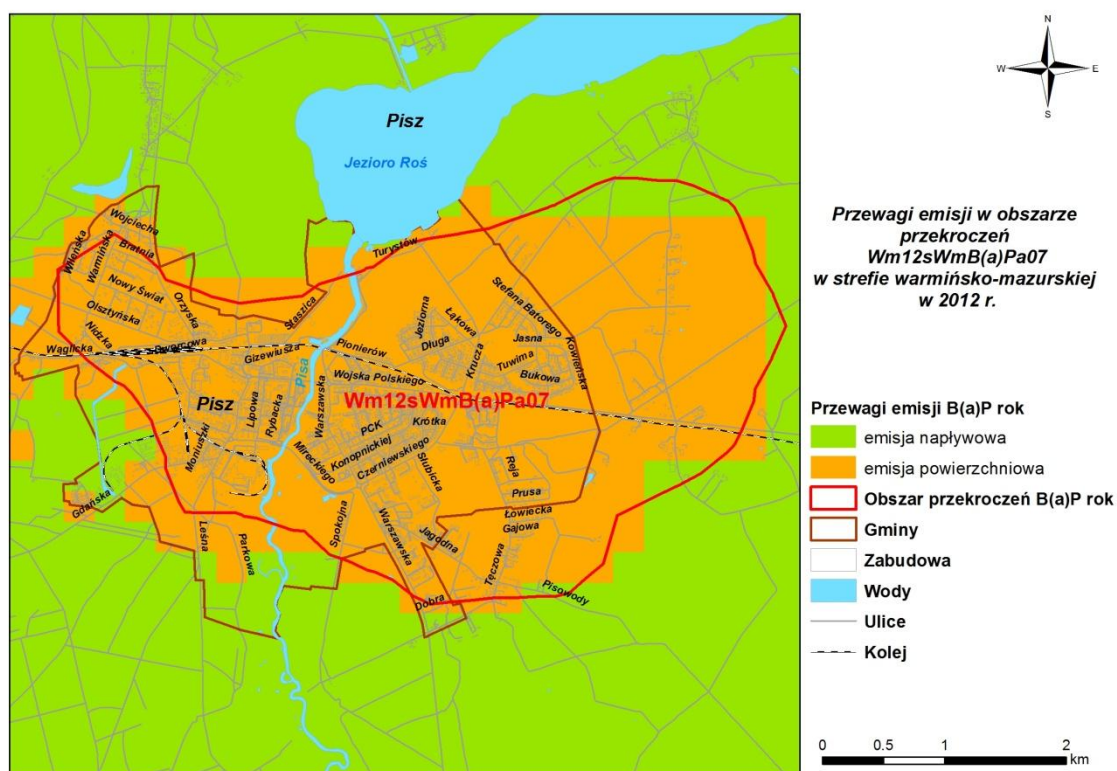 Pisz
Jezioro Roś
Wojciecha
Wileńska
Warmińska
Bratnia
Nowy Świat
Olsztyńska
Orzyska
Nidzka
Wąglicka
Dworcowa
Staszica
Turystów
Gizewiusza
Pionierów
Pisa
Jeziorna
Łąkowa
Długa
Krucza
Stefana Batorego
Jasna
Tuwima
Bukowa
Kowieńska
Wojska Polskiego
Wm12sWmB(a)Pa07
Pisz
Lipowa
Rybacka
Warszawska
Moniuszki
Mireckiego
PCK
Konopnickiej
Czerniewskiego
Krótka
Słubicka
Reja
Prusa
Łowiecka
Gajowa
Gdańska
Leśna
Parkowa
Spokojna
Warszawska
Jagodna
Tęczowa
Dobra
Pisowody
N
W
E
S
Przewagi emisji w obszarze
przekroczeń
Wm12sWmB(a)Pa07
w strefie warmińsko-mazurskiej
w 2012 r.
Przewagi emisji B(a)P rok
emisja napływowa
emisja powierzchniowa
Obszar przekroczeń B(a)P rok
Gminy
Zabudowa
Wody
Ulice
Kolej
0 0.5 1 2
km